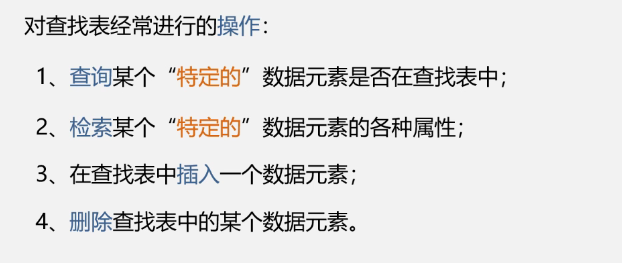 对查找表经常进行的操作：
1、查询某个“特定的”数据元素是否在查找表中；
2、检索某个“特定的”数据元素的各种属性；
3、在查找表中插入一个数据元素；
4、删除查找表中的某个数据元素。